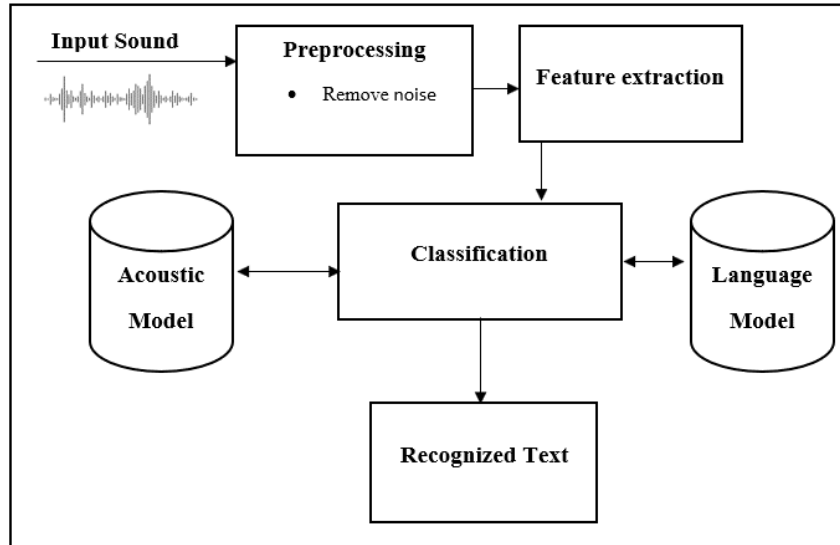 Input Sound
Preprocessing
• Remove noise
Feature extraction
Acoustic
Model
Classification
Language
Model
Recognized Text